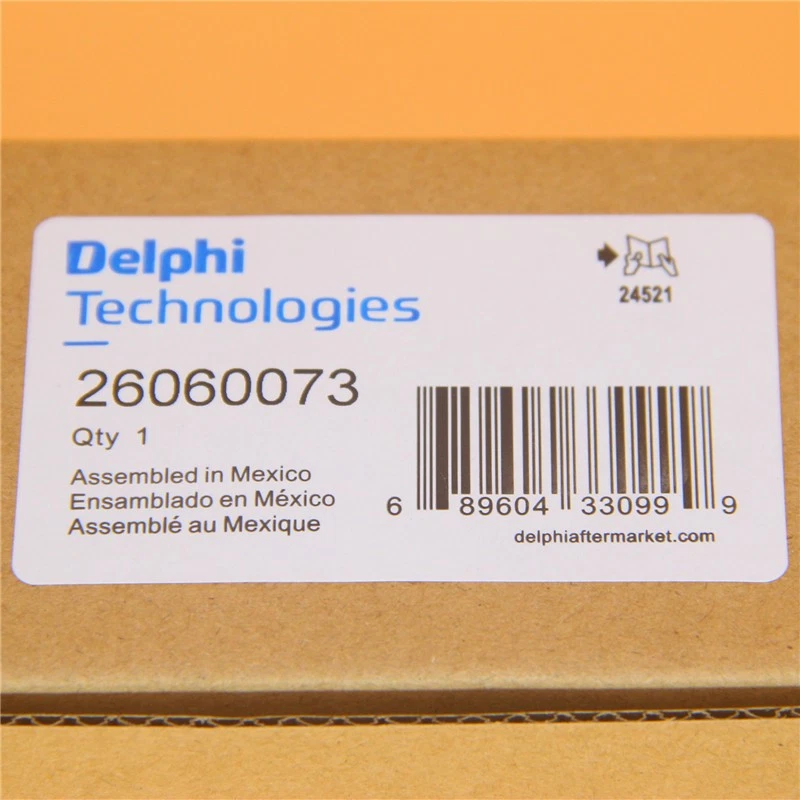 Delphi
Technologies
24521
26060073
Qty 1
Assembled in Mexico
Ensamblado en México
Assemblé au Mexique
6 89604 33099 9
delphiaftermarket.com